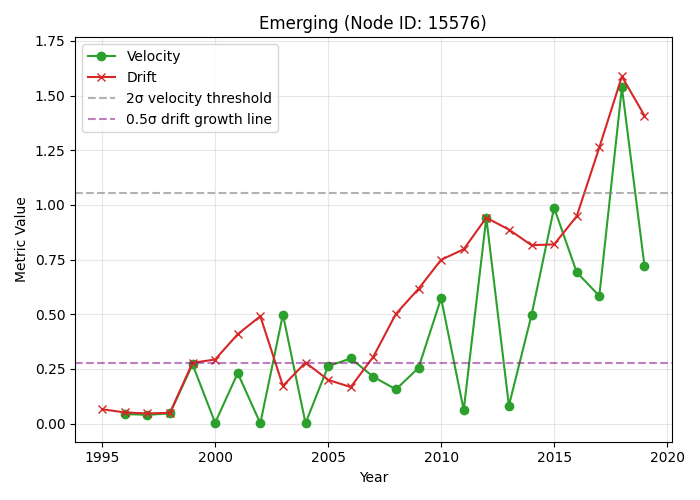 Emerging (Node ID: 15576)
Velocity
Drift
2σ velocity threshold
0.5σ drift growth line
Metric Value
1.75
1.50
1.25
1.00
0.75
0.50
0.25
0.00
1995 2000 2005 2010 2015 2020
Year